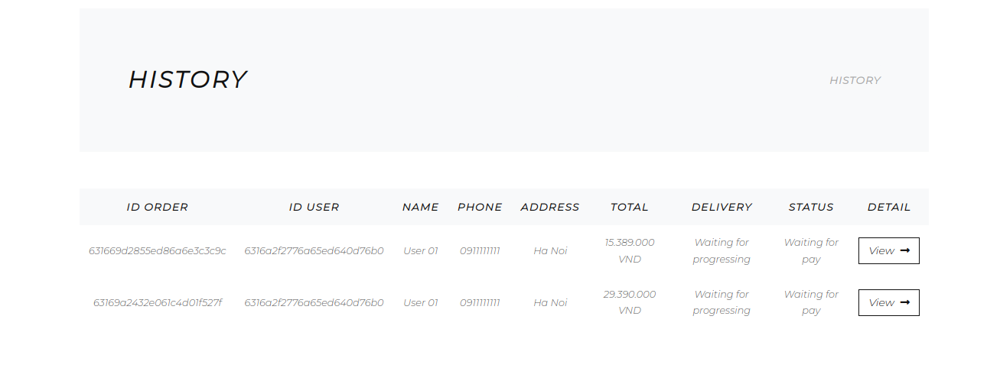 HISTORY
HISTORY
ID ORDER ID USER NAME PHONE ADDRESS TOTAL DELIVERY STATUS DETAIL
631669d2855ed86a6e3c3c9c 6316a2f2776a65ed640d76b0 User 01 0911111111 Ha Noi 15.389.000 VND Waiting for progressing Waiting for pay View ➞
63169a2432e061c4d01f527f 6316a2f2776a65ed640d76b0 User 01 0911111111 Ha Noi 29.390.000 VND Waiting for progressing Waiting for pay View ➞